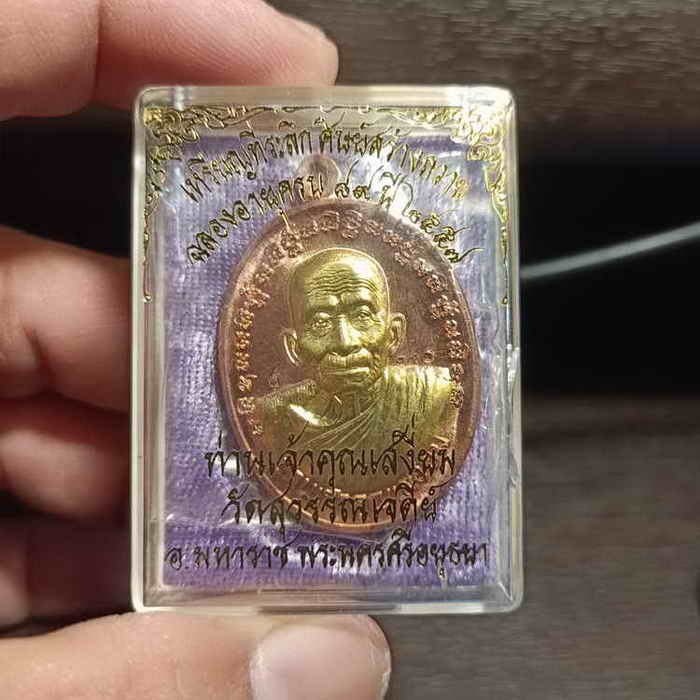 เหรียญที่ระลึก ศิษย์สร้างถวาย
ฉลองอายุครบ ๘๙ ปี ๒๕๕๗
ท่านเจ้าคุณเสงี่ยม
วัดสุวรรณเจดีย์
อ.มหาราช พระนครศรีอยุธยา